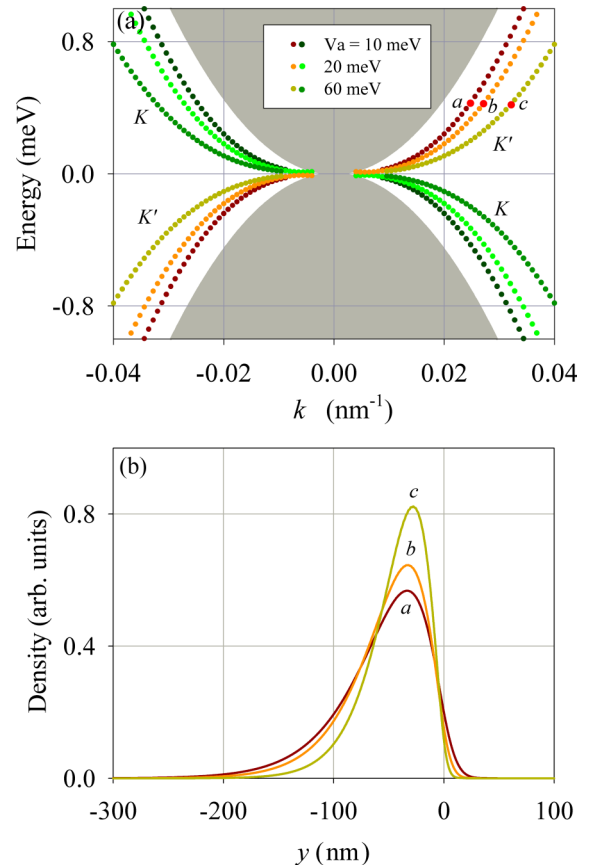 (a)
Va = 10 meV
20 meV
60 meV
0.8
0.0
-0.8
Energy (meV)
K
K'
a
b
c
K'
K
-0.04
-0.02
0.00
0.02
0.04
k (nm-1)
(b)
c
b
a
0.8
0.4
0.0
Density (arb. units)
-300
-200
-100
0
100
y (nm)